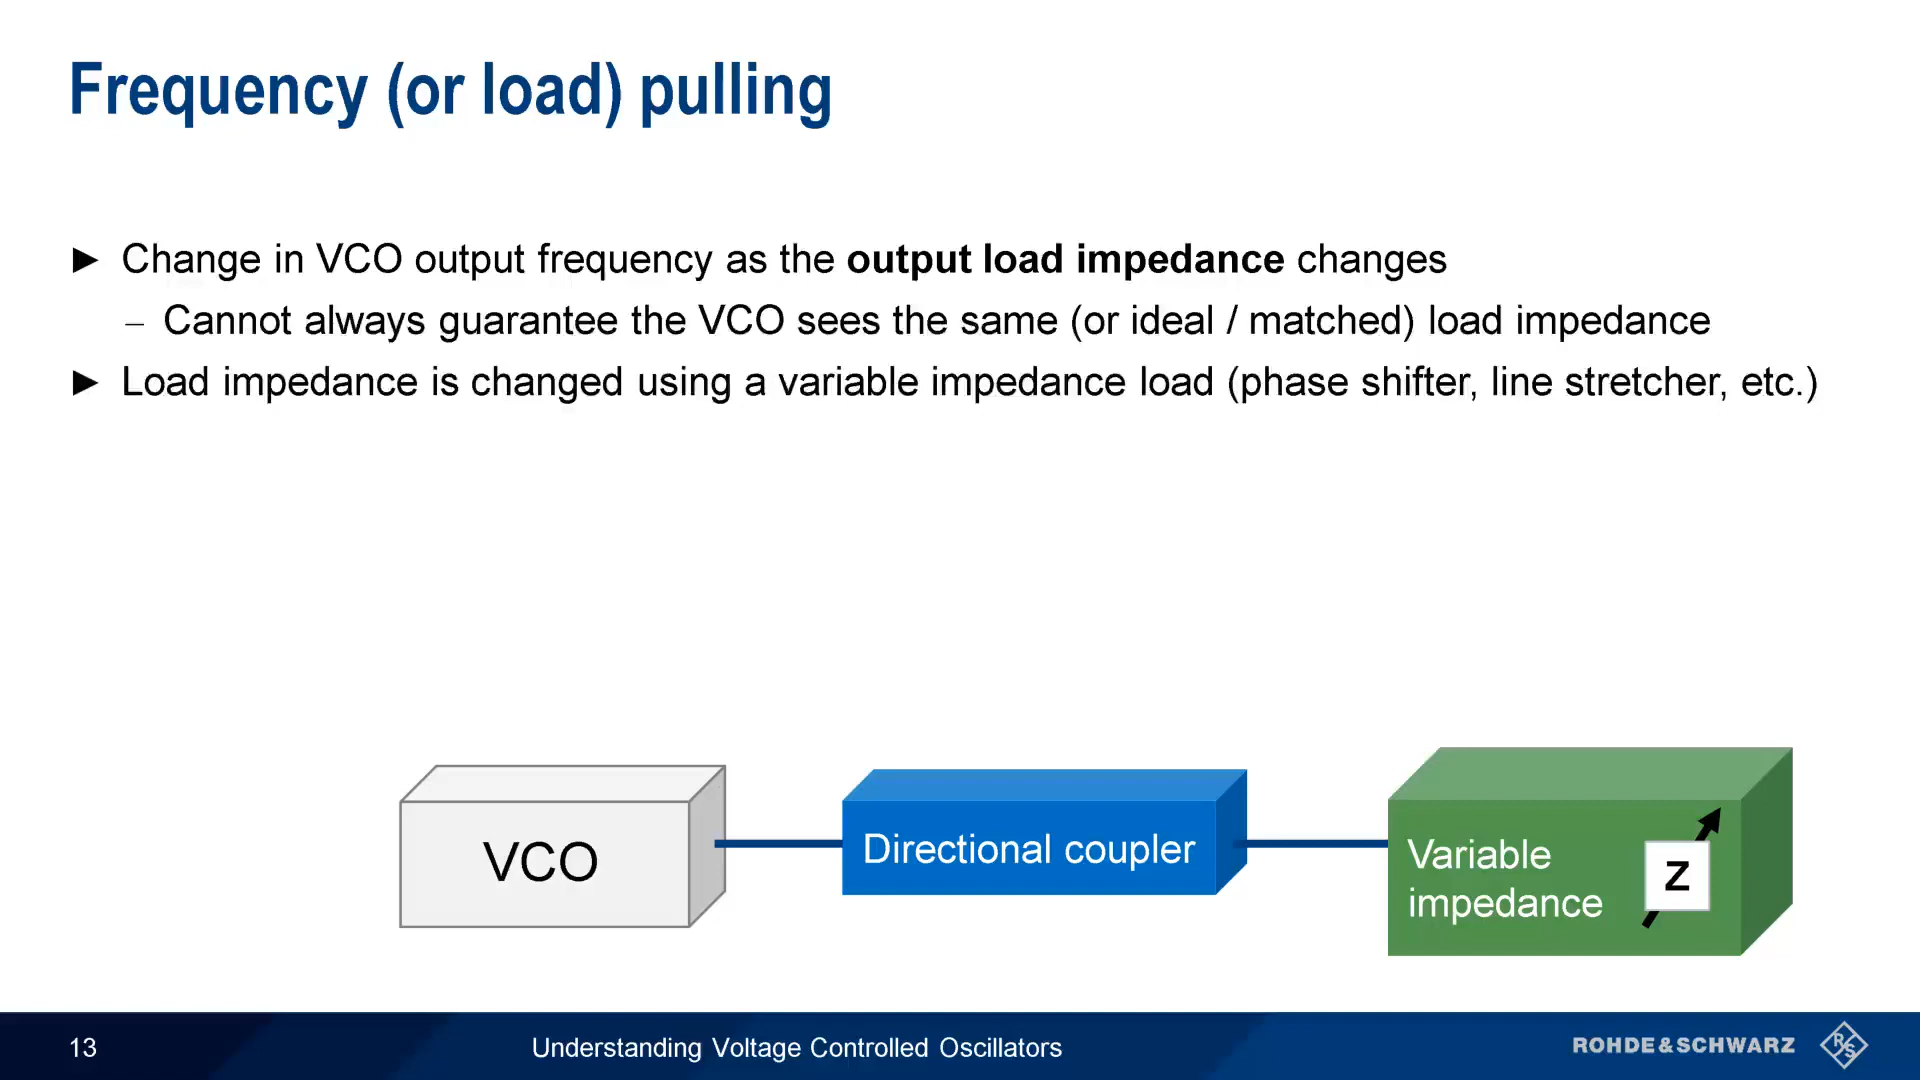 Frequency (or load) pulling
► Change in VCO output frequency as the output load impedance changes
– Cannot always guarantee the VCO sees the same (or ideal / matched) load impedance
► Load impedance is changed using a variable impedance load (phase shifter, line stretcher, etc.)
VCO
Directional coupler
Variable
impedance
Z
13
Understanding Voltage Controlled Oscillators
ROHDE&SCHWARZ
R&S